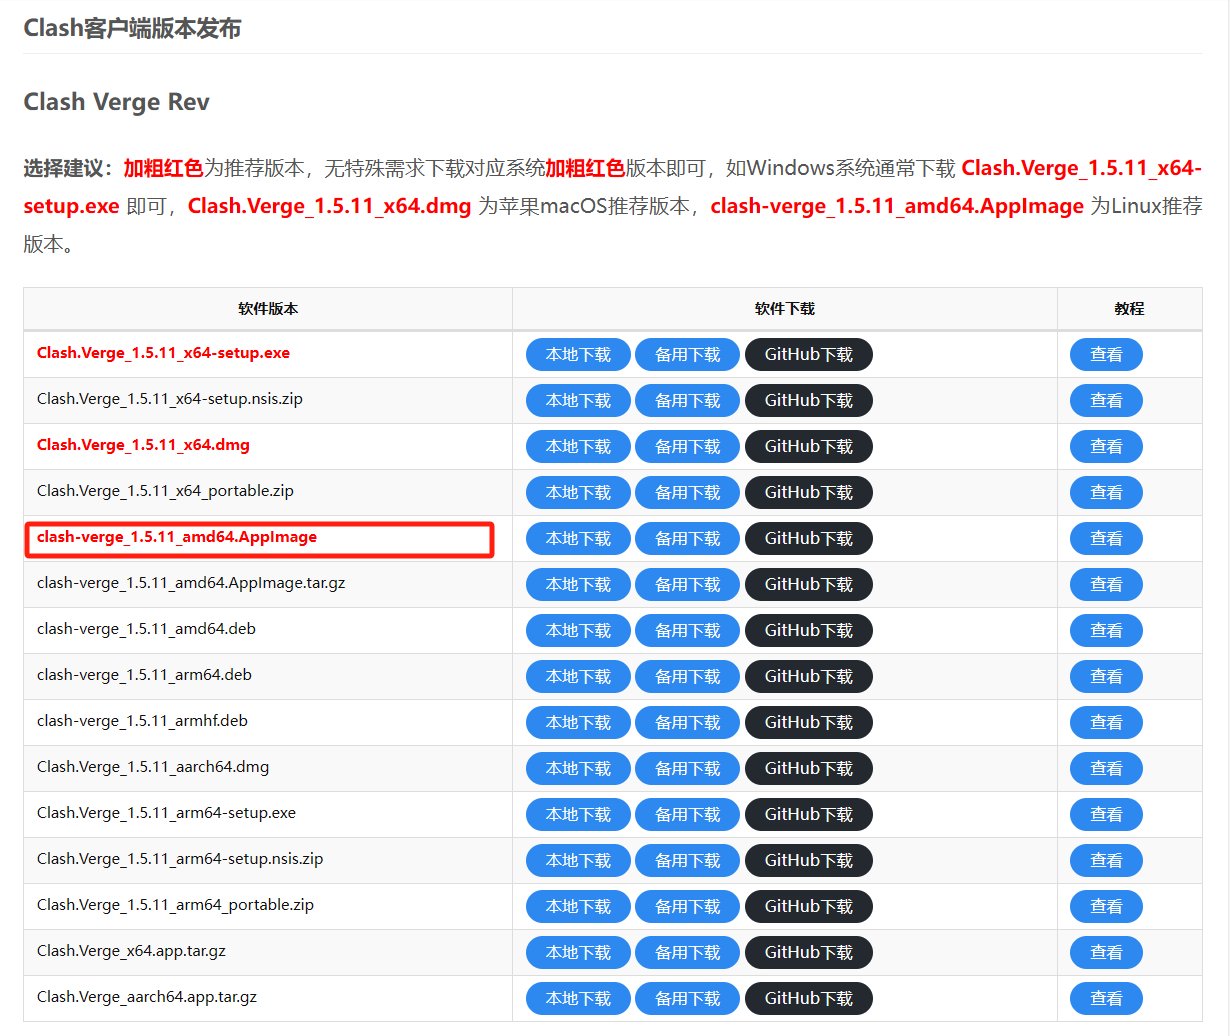 Clash客户端版本发布
Clash Verge Rev
选择建议：加粗红色为推荐版本，无特殊需求下载对应系统加粗红色版本即可，如Windows系统通常下载 Clash.Verge_1.5.11_x64-
setup.exe 即可，Clash.Verge_1.5.11_x64.dmg 为苹果macOS推荐版本，clash-verge_1.5.11_amd64.AppImage 为Linux推荐
版本。
软件版本 软件下载 教程
Clash.Verge_1.5.11_x64-setup.exe 本地下载 备用下载 GitHub下载 查看
Clash.Verge_1.5.11_x64-setup.nsis.zip 本地下载 备用下载 GitHub下载 查看
Clash.Verge_1.5.11_x64.dmg 本地下载 备用下载 GitHub下载 查看
Clash.Verge_1.5.11_x64_portable.zip 本地下载 备用下载 GitHub下载 查看
clash-verge_1.5.11_amd64.AppImage 本地下载 备用下载 GitHub下载 查看
clash-verge_1.5.11_amd64.AppImage.tar.gz 本地下载 备用下载 GitHub下载 查看
clash-verge_1.5.11_amd64.deb 本地下载 备用下载 GitHub下载 查看
clash-verge_1.5.11_arm64.deb 本地下载 备用下载 GitHub下载 查看
clash-verge_1.5.11_armhf.deb 本地下载 备用下载 GitHub下载 查看
Clash.Verge_1.5.11_aarch64.dmg 本地下载 备用下载 GitHub下载 查看
Clash.Verge_1.5.11_arm64-setup.exe 本地下载 备用下载 GitHub下载 查看
Clash.Verge_1.5.11_arm64-setup.nsis.zip 本地下载 备用下载 GitHub下载 查看
Clash.Verge_1.5.11_arm64_portable.zip 本地下载 备用下载 GitHub下载 查看
Clash.Verge_x64.app.tar.gz 本地下载 备用下载 GitHub下载 查看
Clash.Verge_aarch64.app.tar.gz 本地下载 备用下载 GitHub下载 查看